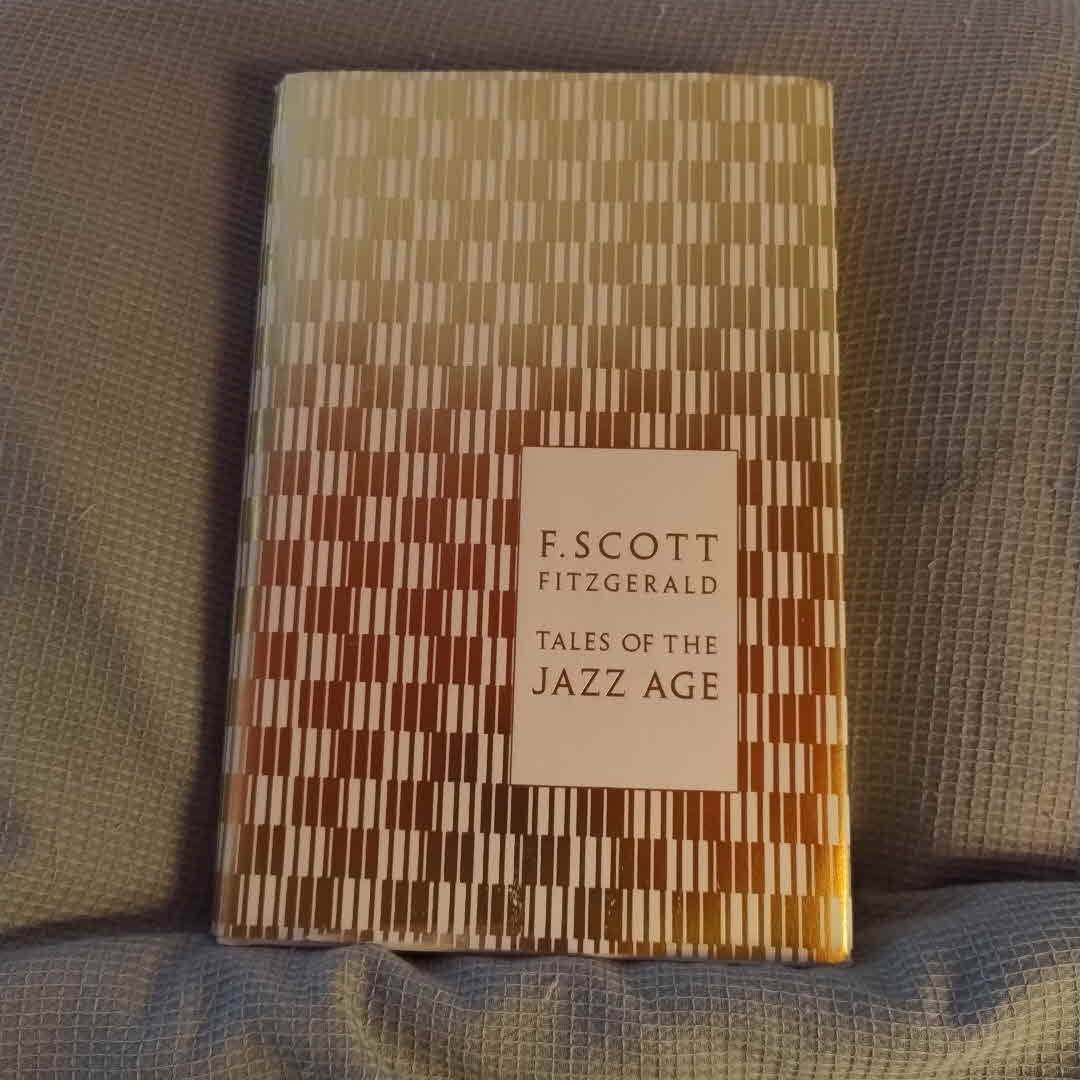 F. SCOTT
FITZGERALD
TALES OF THE
JAZZ AGE